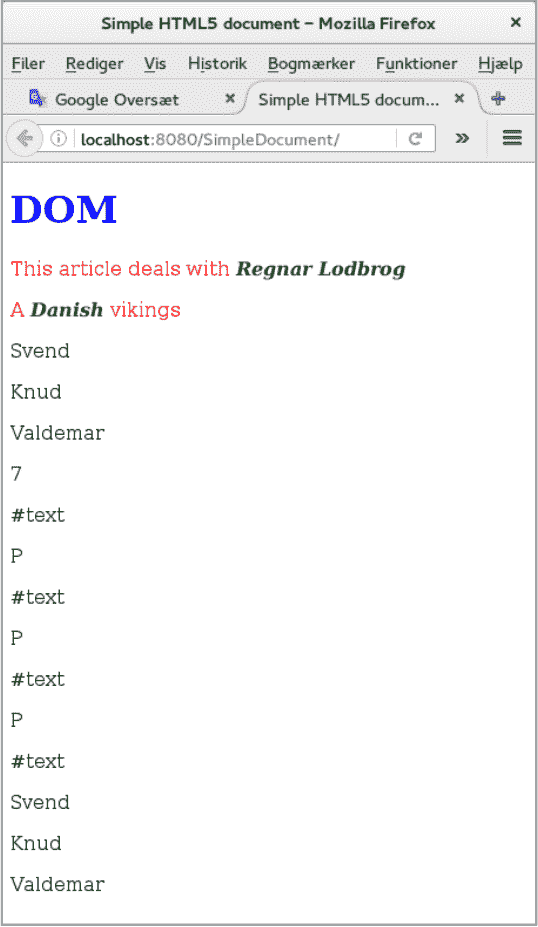 Simple HTML5 document – Mozilla Firefox ×
Filer Rediger Vis Historik Bogmærker Funktioner Hjælp
Google Oversæt × Simple HTML5 docum... ×
localhost:8080/SimpleDocument/ »
DOM
This article deals with Regnar Lodbrog
A Danish vikings
Svend
Knud
Valdemar
7
#text
P
#text
P
#text
P
#text
Svend
Knud
Valdemar